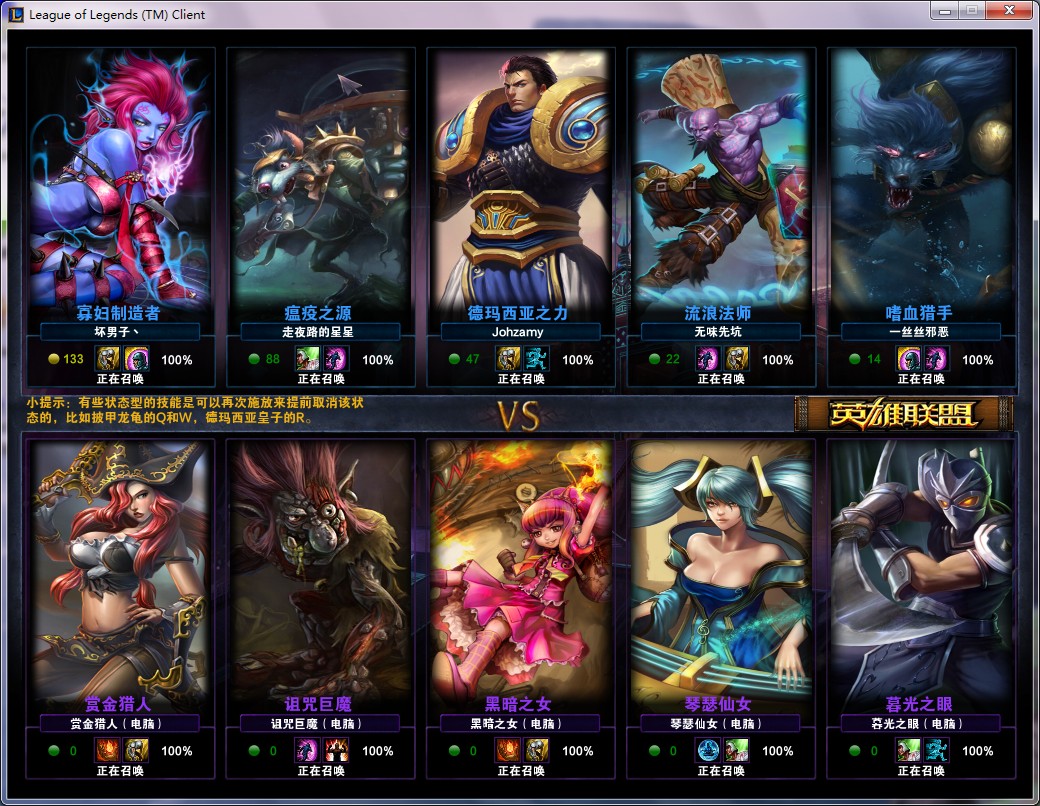 League of Legends (TM) Client
寡妇制造者
坏男子丶
133 100%
正在召唤
瘟疫之源
走夜路的星星
88 100%
正在召唤
德玛西亚之力
Johzamy
47 100%
正在召唤
流浪法师
无味先坑
22 100%
正在召唤
嗜血猎手
一丝丝邪恶
14 100%
正在召唤
小提示：有些状态型的技能是可以再次施放来提前取消该状
态的，比如披甲龙龟的Q和W，德玛西亚皇子的R。
VS
英雄联盟
赏金猎人
赏金猎人（电脑）
0 100%
正在召唤
诅咒巨魔
诅咒巨魔（电脑）
0 100%
正在召唤
黑暗之女
黑暗之女（电脑）
0 100%
正在召唤
琴瑟仙女
琴瑟仙女（电脑）
0 100%
正在召唤
暮光之眼
暮光之眼（电脑）
0 100%
正在召唤